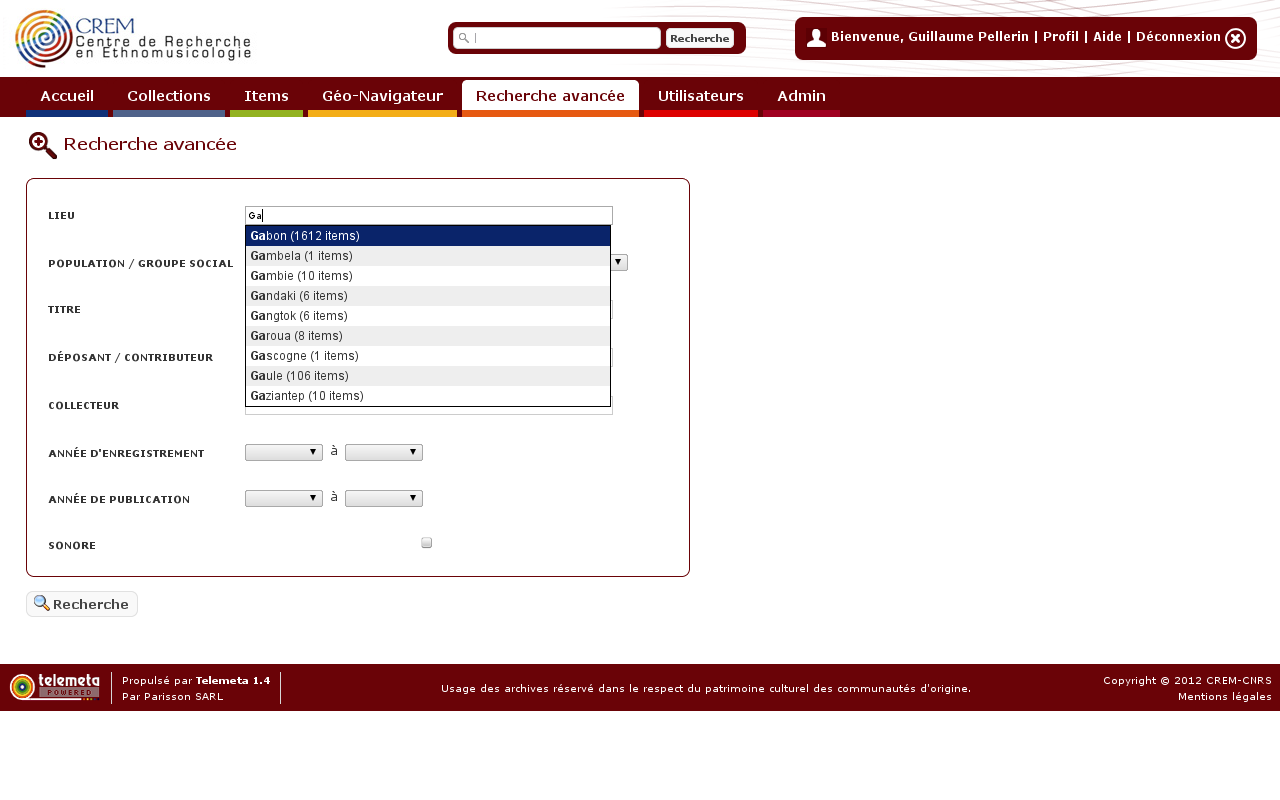 CREM
Centre de Recherche
en Ethnomusicologie
Recherche
Bienvenue, Guillaume Pellerin | Profil | Aide | Déconnexion
Accueil Collections Items Géo-Navigateur Recherche avancée Utilisateurs Admin
Recherche avancée
LIEU
Ga
Gabon (1612 items)
Gambela (1 items)
Gambie (10 items)
Gandaki (6 items)
Gangtok (6 items)
Garoua (8 items)
Gascogne (1 items)
Gaule (106 items)
Gaziantep (10 items)
POPULATION / GROUPE SOCIAL
TITRE
DÉPOSANT / CONTRIBUTEUR
COLLECTEUR
ANNÉE D'ENREGISTREMENT à
ANNÉE DE PUBLICATION à
SONORE
Recherche
telemeta
POWERED
Propulsé par Telemeta 1.4
Par Parisson SARL
Usage des archives réservé dans le respect du patrimoine culturel des communautés d'origine.
Copyright © 2012 CREM-CNRS
Mentions légales